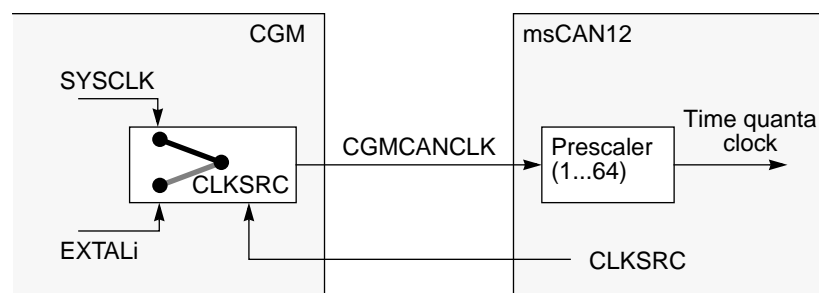 CGM
msCAN12
SYSCLK
CLKSRC
EXTALi
CGMCANCLK
Prescaler
(1...64)
Time quanta
clock
CLKSRC